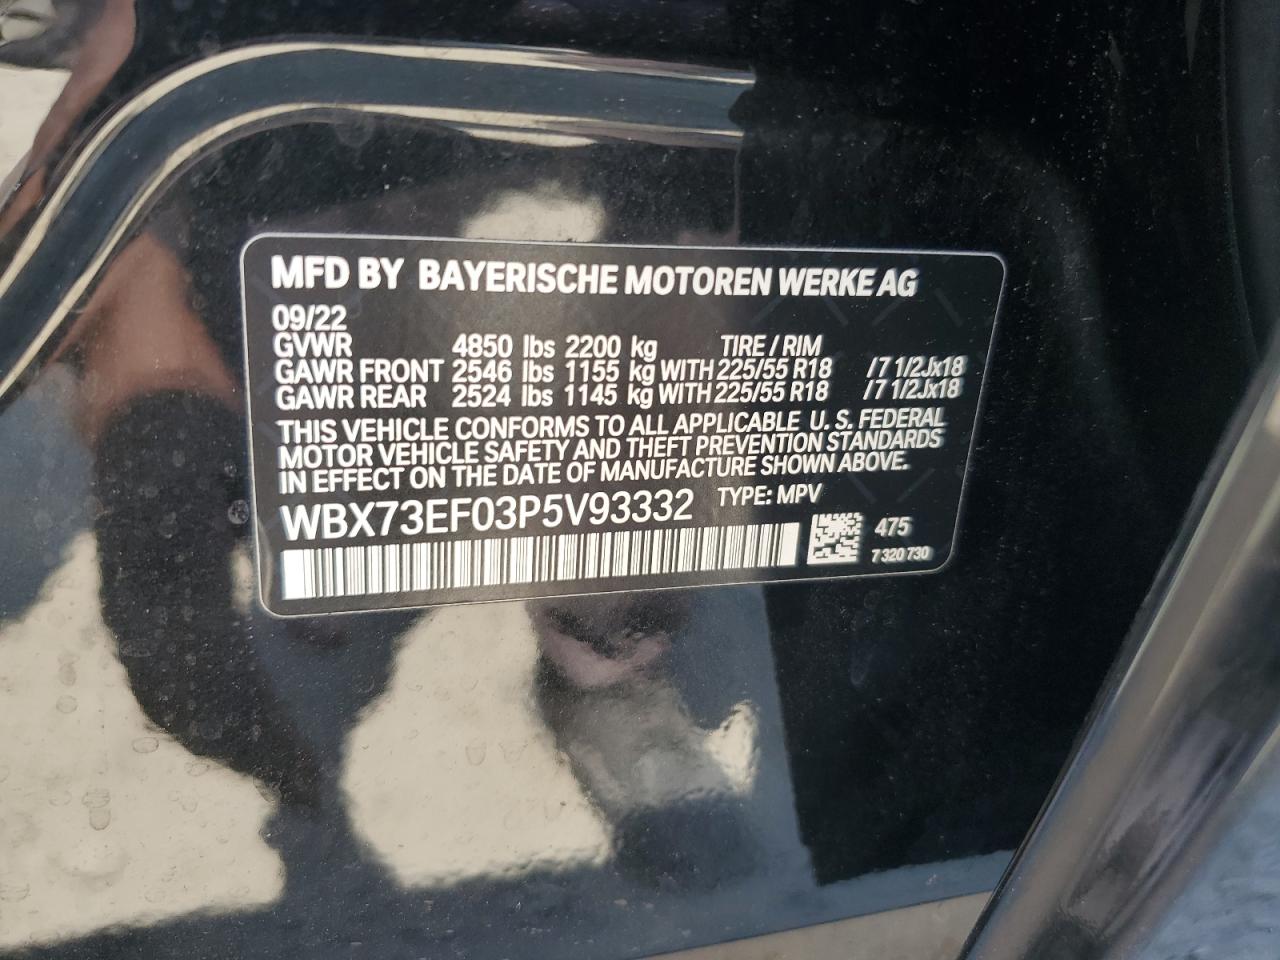 MFD BY BAYERISCHE MOTOREN WERKE AG
09/22
GVWR 4850 lbs 2200 kg TIRE / RIM
GAWR FRONT 2546 lbs 1155 kg WITH 225/55 R18 /7 1/2Jx18
GAWR REAR 2524 lbs 1145 kg WITH 225/55 R18 /7 1/2Jx18
THIS VEHICLE CONFORMS TO ALL APPLICABLE U. S. FEDERAL
MOTOR VEHICLE SAFETY AND THEFT PREVENTION STANDARDS
IN EFFECT ON THE DATE OF MANUFACTURE SHOWN ABOVE.
WBX73EF03P5V93332 TYPE: MPV
475
7 320 730